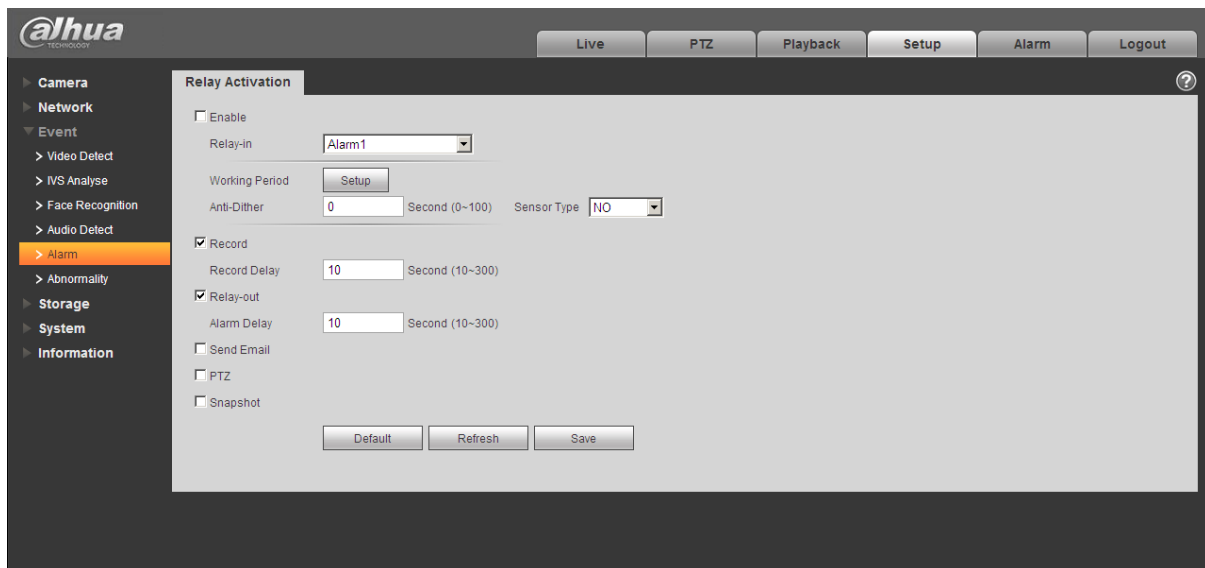 alhua
TECHNOLOGY
Live PTZ Playback Setup Alarm Logout
Camera
Network
Event
> Video Detect
> IVS Analyse
> Face Recognition
> Audio Detect
> Alarm
> Abnormality
Storage
System
Information
Relay Activation ?
Enable
Relay-in Alarm1
Working Period Setup
Anti-Dither 0 Second (0~100) Sensor Type NO
Record
Record Delay 10 Second (10~300)
Relay-out
Alarm Delay 10 Second (10~300)
Send Email
PTZ
Snapshot
Default Refresh Save